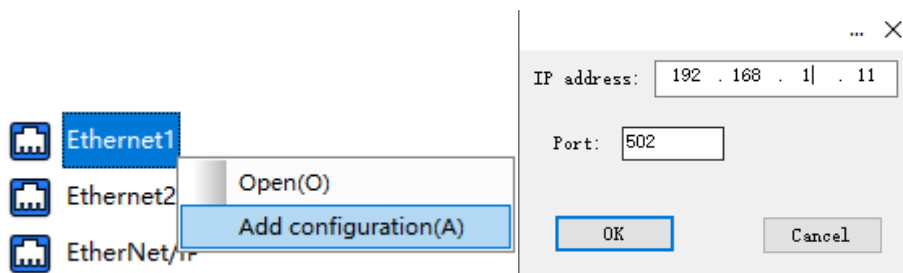 ...
IP address: 192 . 168 . 1 . 11
Ethernet1
Port: 502
Open(O)
Ethernet2
Add configuration(A)
OK Cancel
EtherNet/IP